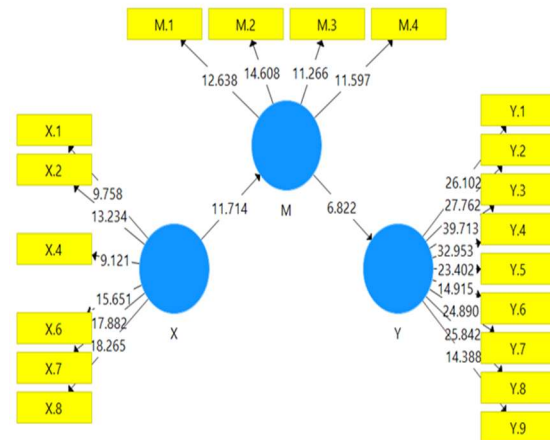 M.1 M.2 M.3 M.4
12.638 14.608 11.266 11.597
M
X.1
X.2
X.4
X.6
X.7
X.8
9.758
13.234
9.121
15.651
17.882
18.265
X
11.714
6.822
Y
26.102
27.762
39.713
32.953
23.402
14.915
24.890
25.842
14.388
Y.1
Y.2
Y.3
Y.4
Y.5
Y.6
Y.7
Y.8
Y.9